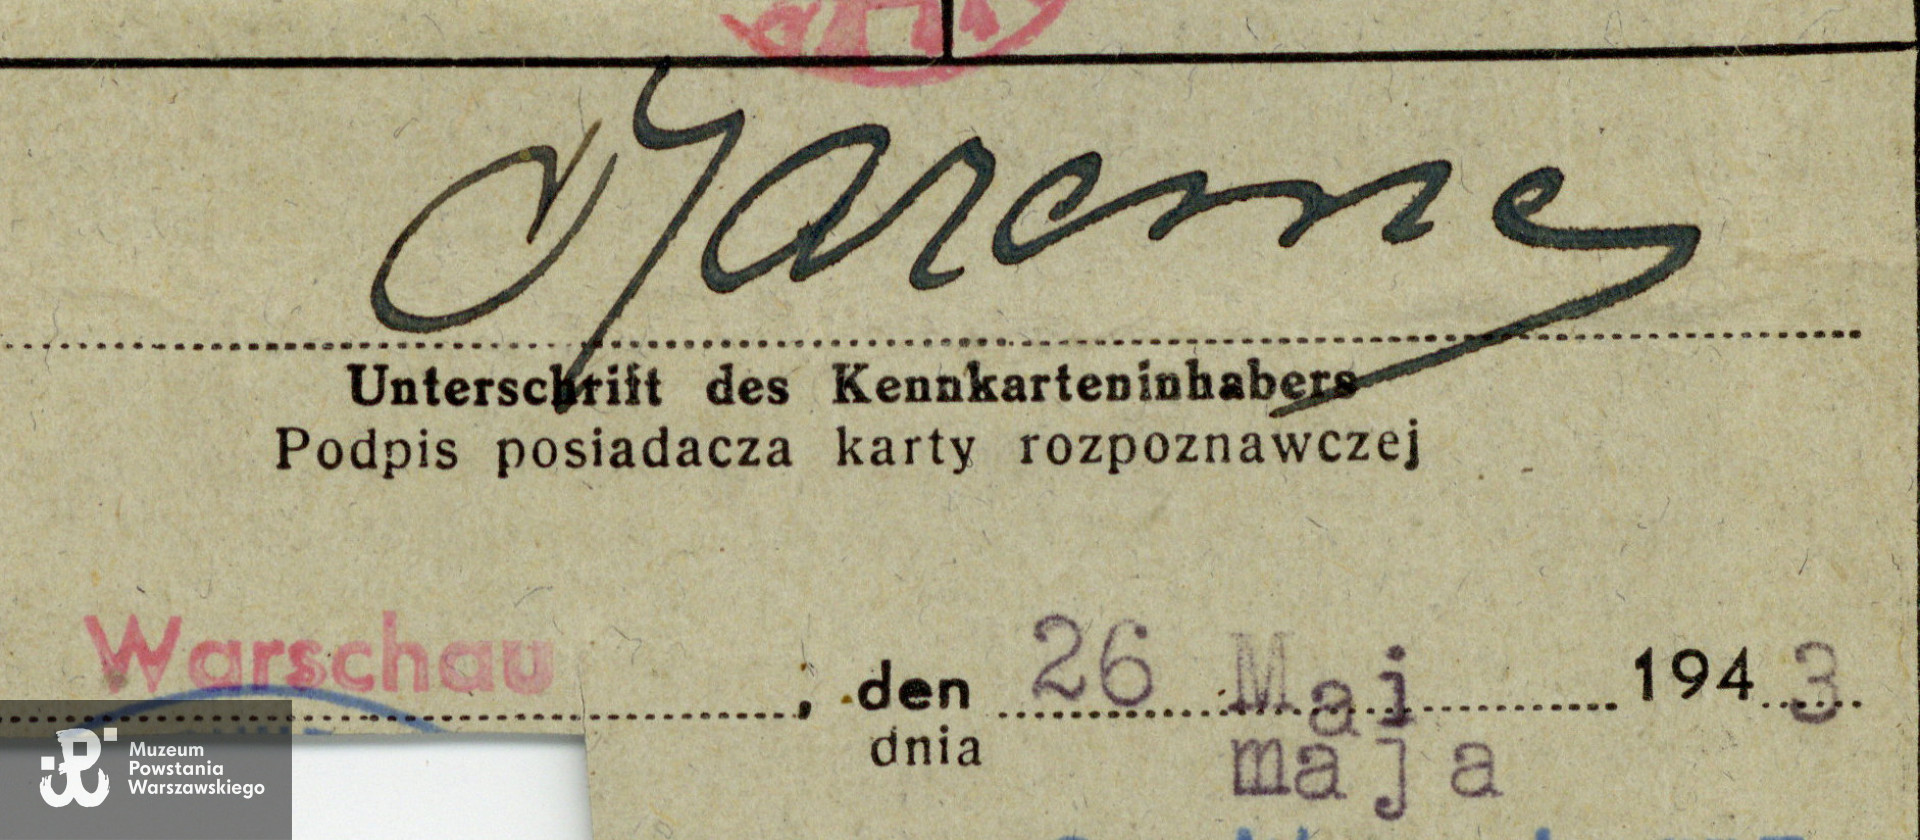 Unterschrift des Kennkarteninhabers
Podpis posiadacza karty rozpoznawczej
Warschau, den 26 Mai 1943
dnia maja
Muzeum
Powstania
Warszawskiego